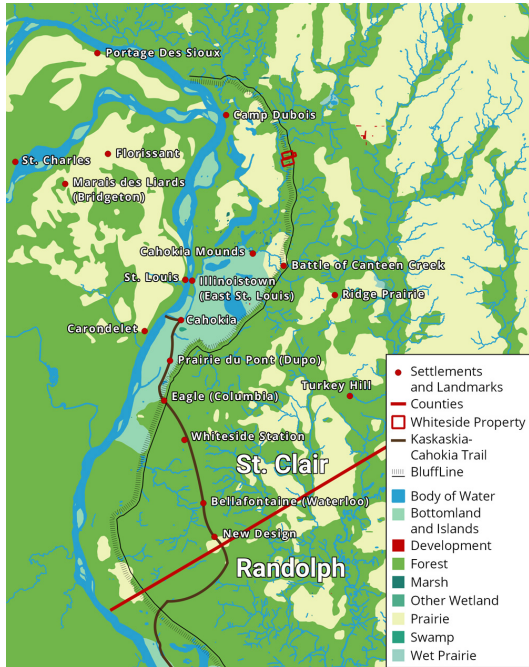 Portage Des Sioux
Camp Dubois
Florissant
St. Charles
Marais des Liards
(Bridgeton)
Cahokia Mounds
Battle of Canteen Creek
St. Louis
Illinoistown
(East St. Louis)
Ridge Prairie
Cahokia
Carondelet
Prairie du Pont (Dupo)
Turkey Hill
Eagle (Columbia)
Whiteside Station
St. Clair
Bellafontaine (Waterloo)
New Design
Randolph
Settlements
and Landmarks
Counties
Whiteside Property
Kaskaskia-
Cahokia Trail
BluffLine
Body of Water
Bottomland
and Islands
Development
Forest
Marsh
Other Wetland
Prairie
Swamp
Wet Prairie